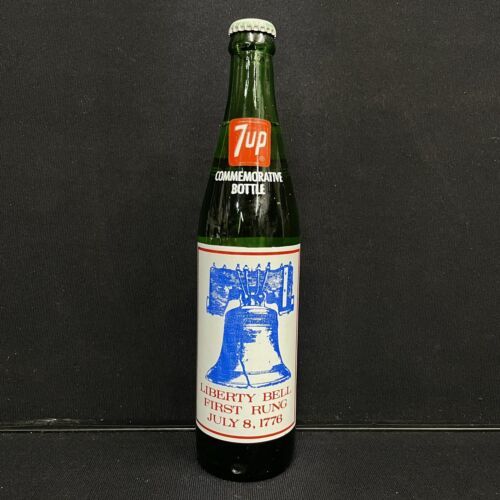 7up
COMMEMORATIVE
BOTTLE
LIBERTY BELL
FIRST RUNG
JULY 8, 1776